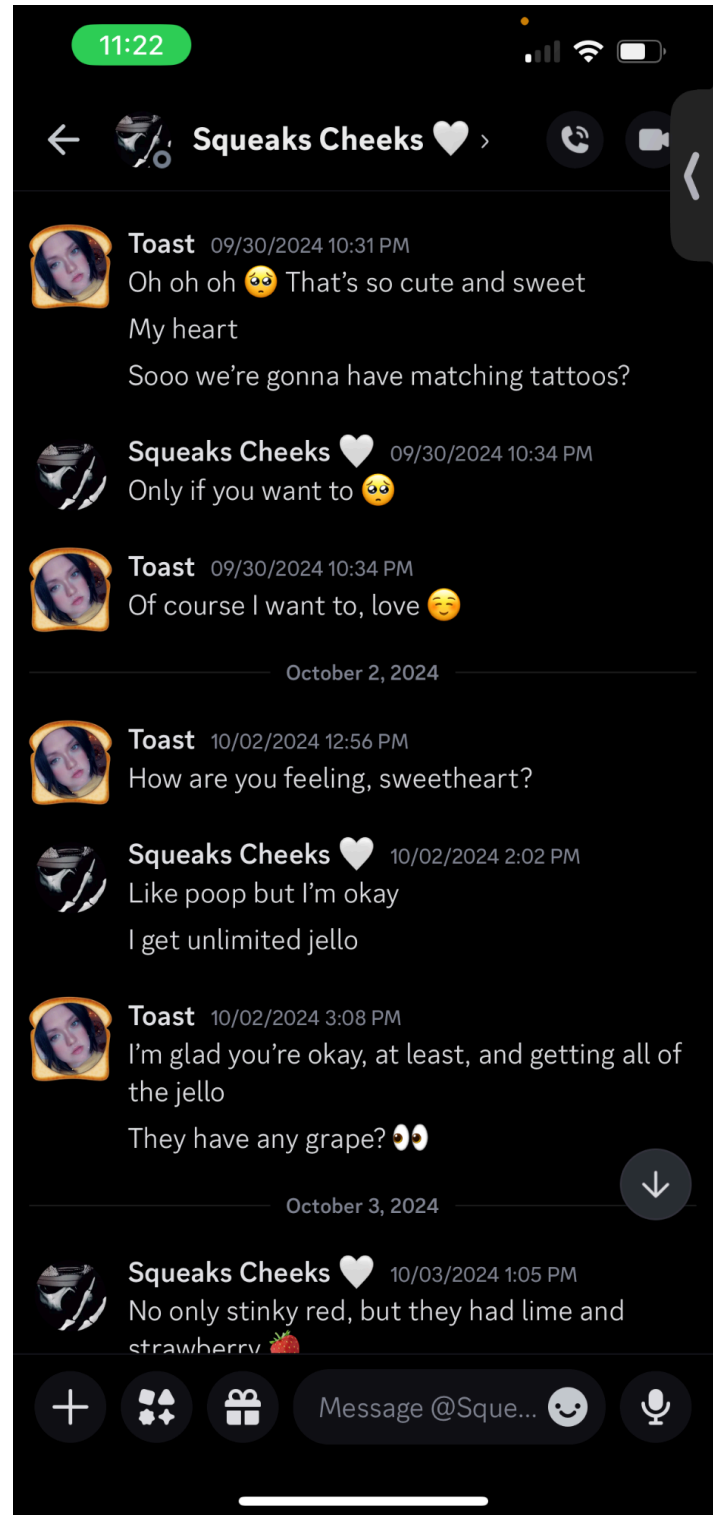 11:22
Squeaks Cheeks 🤍 ›
Toast 09/30/2024 10:31 PM
Oh oh oh 🥺 That’s so cute and sweet
My heart
Sooo we’re gonna have matching tattoos?
Squeaks Cheeks 🤍 09/30/2024 10:34 PM
Only if you want to 🥺
Toast 09/30/2024 10:34 PM
Of course I want to, love ☺️
October 2, 2024
Toast 10/02/2024 12:56 PM
How are you feeling, sweetheart?
Squeaks Cheeks 🤍 10/02/2024 2:02 PM
Like poop but I’m okay
I get unlimited jello
Toast 10/02/2024 3:08 PM
I’m glad you’re okay, at least, and getting all of
the jello
They have any grape? 👀
October 3, 2024
Squeaks Cheeks 🤍 10/03/2024 1:05 PM
No only stinky red, but they had lime and
strawberry 🍓
Message @Sque...